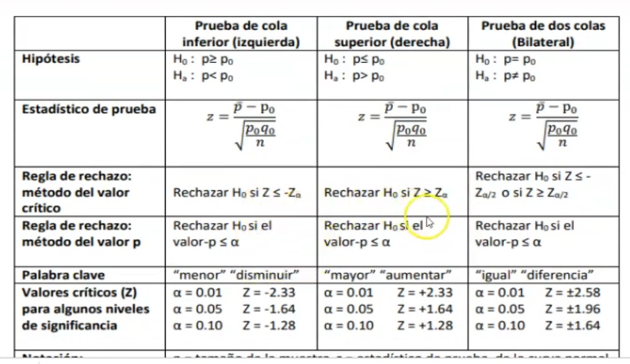 Prueba de cola inferior (izquierda)
Prueba de cola superior (derecha)
Prueba de dos colas (Bilateral)
Hipótesis
H₀ : p≥ p₀
Hₐ : p< p₀
H₀ : p≤ p₀
Hₐ : p> p₀
H₀ : p= p₀
Hₐ : p≠ p₀
Estadístico de prueba
z = (p̄ − p₀) / √(p₀q₀/n)
z = (p̄ − p₀) / √(p₀q₀/n)
z = (p̄ − p₀) / √(p₀q₀/n)
Regla de rechazo:
método del valor
crítico
Rechazar H₀ si Z ≤ -Zα
Rechazar H₀ si Z ≥ Zα
Rechazar H₀ si Z ≤ -
Zα/2 o si Z ≥ Zα/2
Regla de rechazo:
método del valor p
Rechazar H₀ si el
valor-p ≤ α
Rechazar H₀ si el
valor-p ≤ α
Rechazar H₀ si el
valor-p ≤ α
Palabra clave
“menor” “disminuir”
“mayor” “aumentar”
“igual” “diferencia”
Valores críticos (Z)
para algunos niveles
de significancia
α = 0.01 Z = -2.33
α = 0.05 Z = -1.64
α = 0.10 Z = -1.28
α = 0.01 Z = +2.33
α = 0.05 Z = +1.64
α = 0.10 Z = +1.28
α = 0.01 Z = ±2.58
α = 0.05 Z = ±1.96
α = 0.10 Z = ±1.64